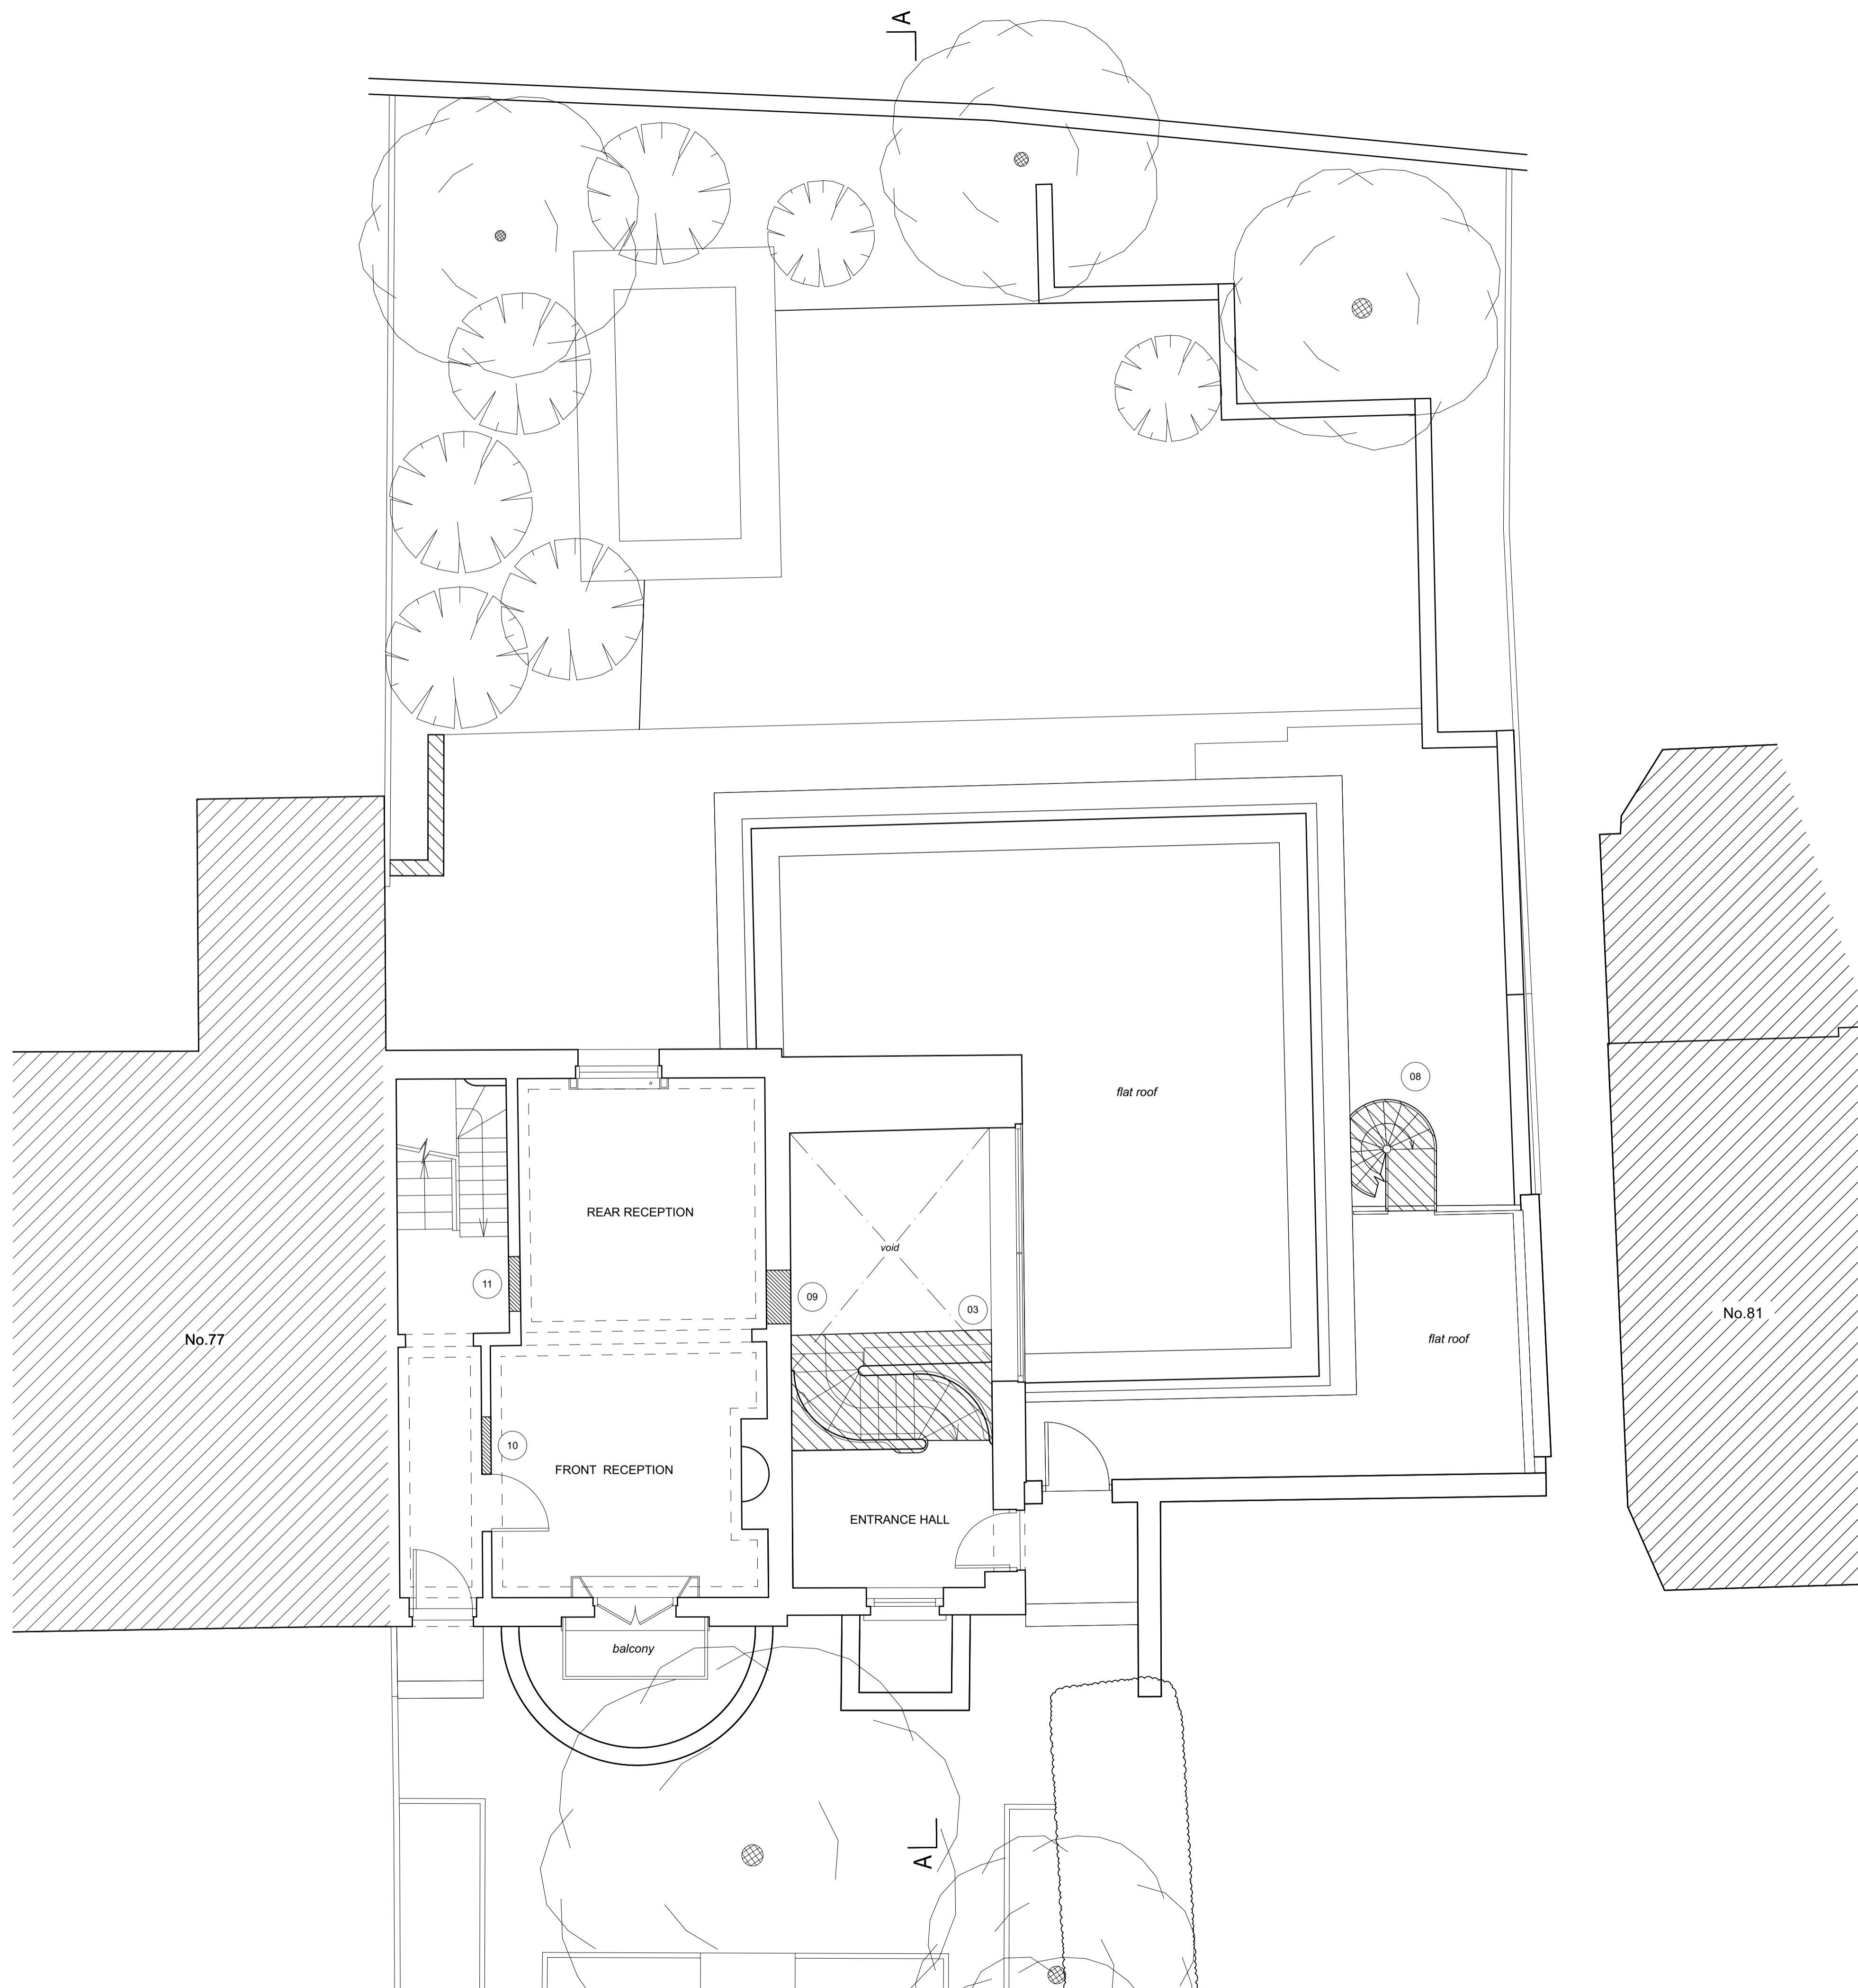 A
08
flat roof
REAR RECEPTION
void
11
09
03
No.77
No.81
flat roof
10
FRONT RECEPTION
ENTRANCE HALL
balcony
A